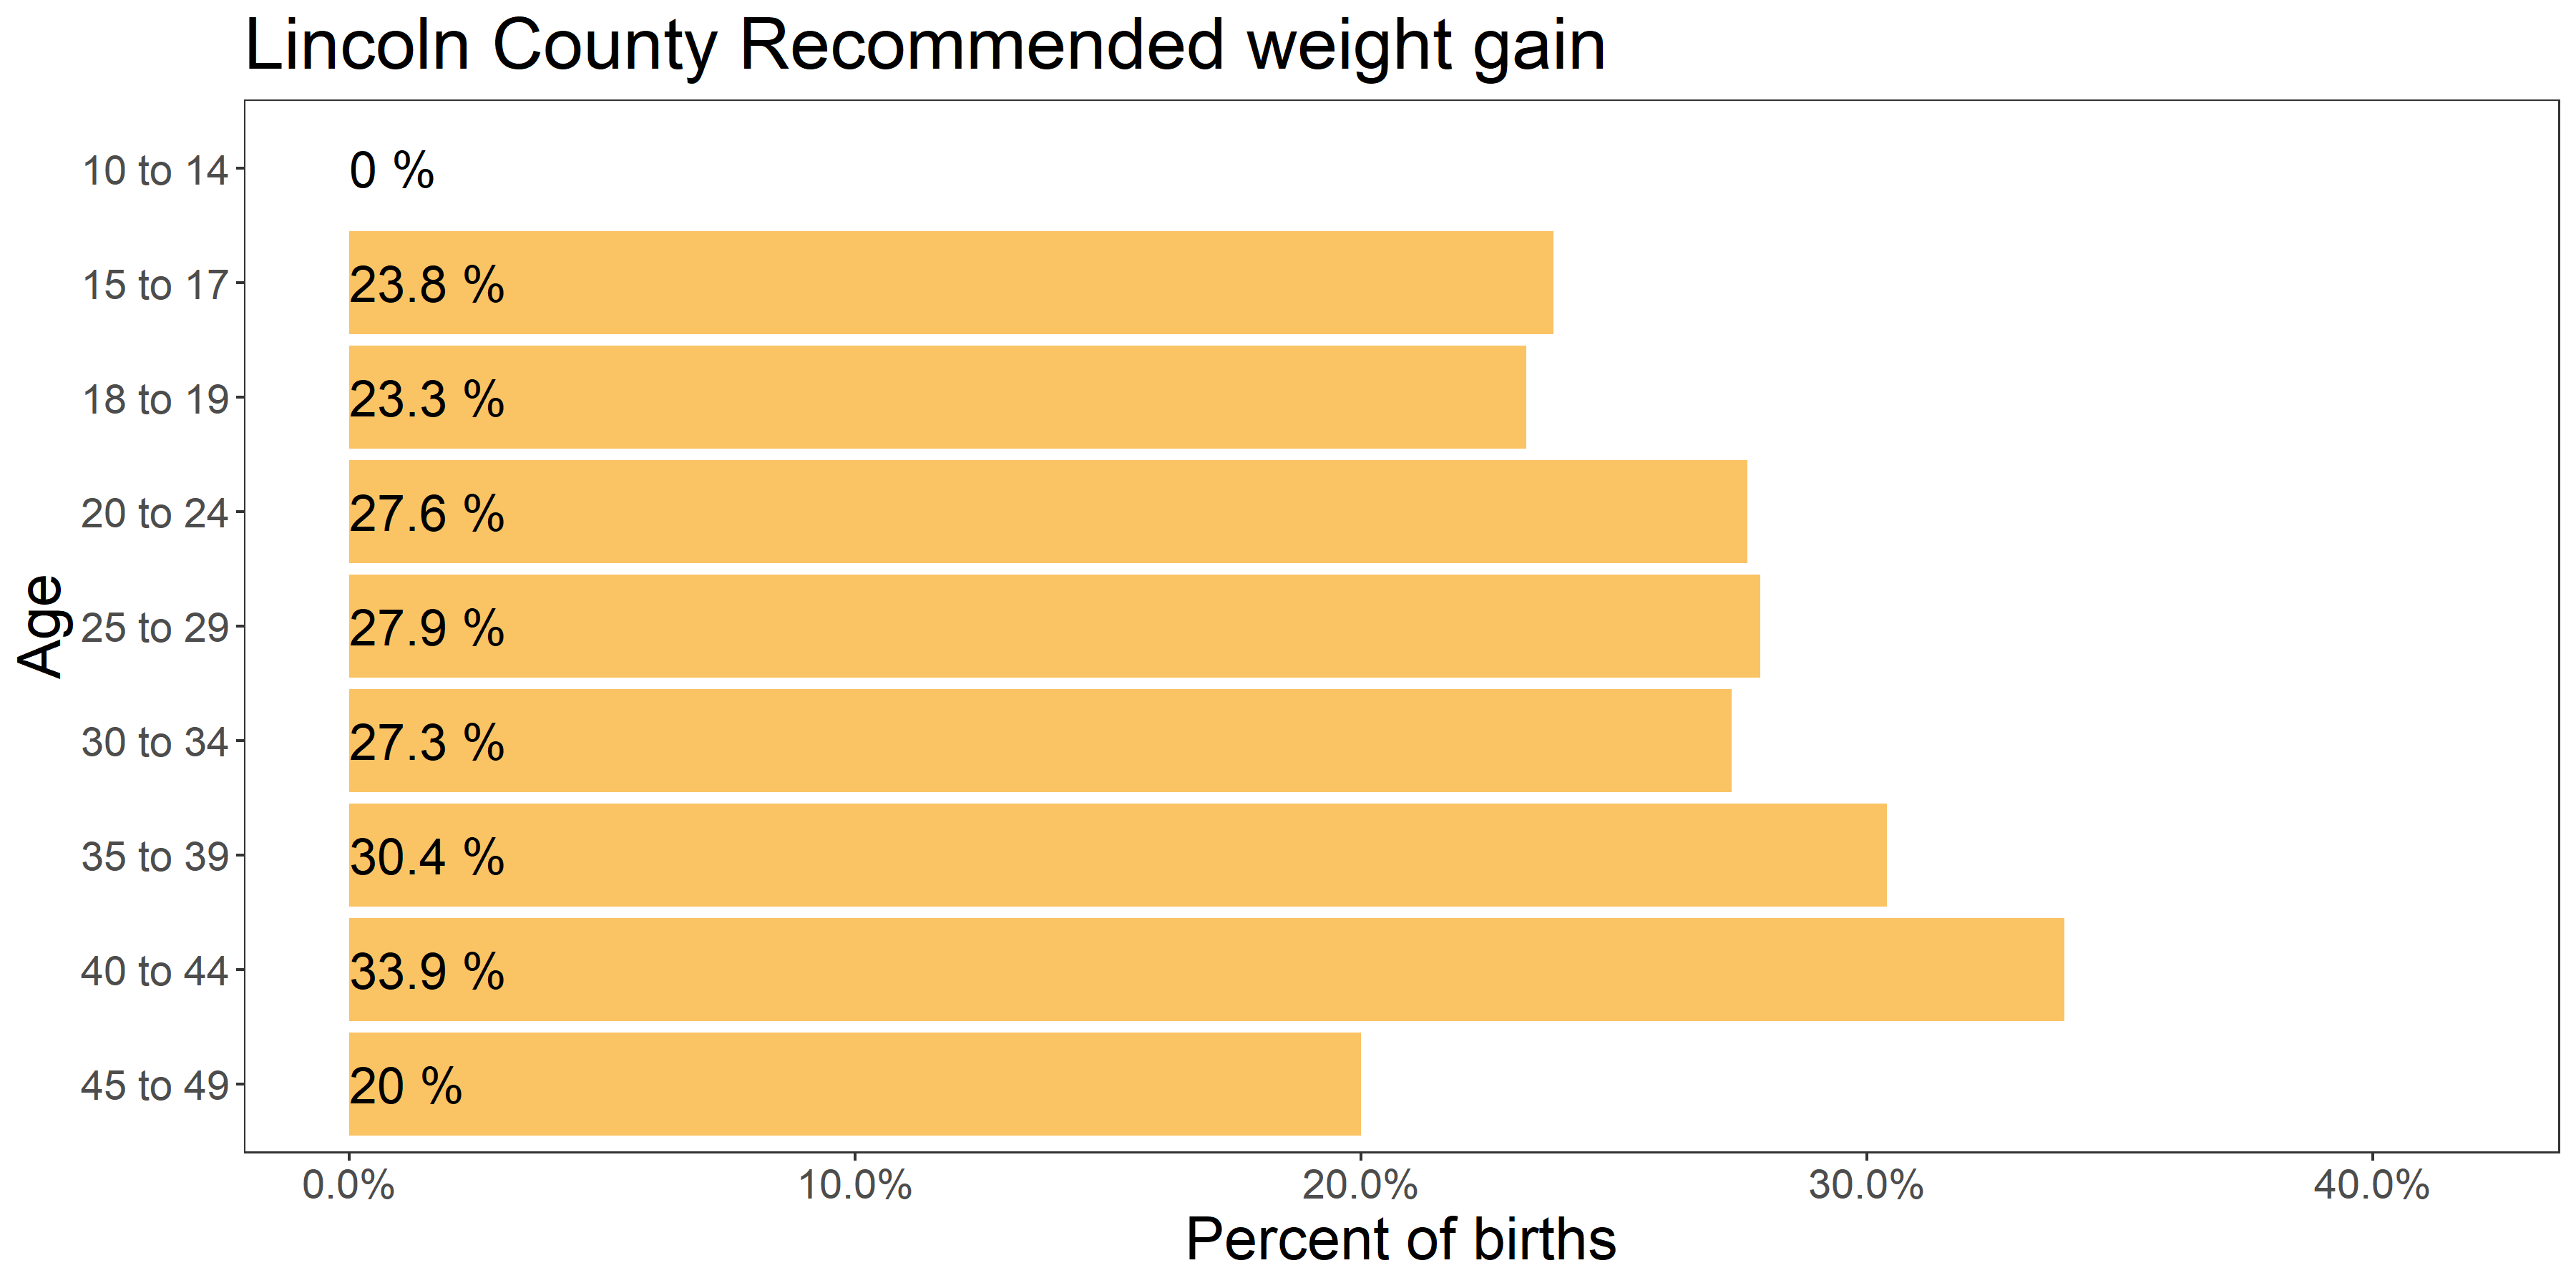 Lincoln County Recommended weight gain
Age
10 to 14
0 %
15 to 17
23.8 %
18 to 19
23.3 %
20 to 24
27.6 %
25 to 29
27.9 %
30 to 34
27.3 %
35 to 39
30.4 %
40 to 44
33.9 %
45 to 49
20 %
0.0% 10.0% 20.0% 30.0% 40.0%
Percent of births